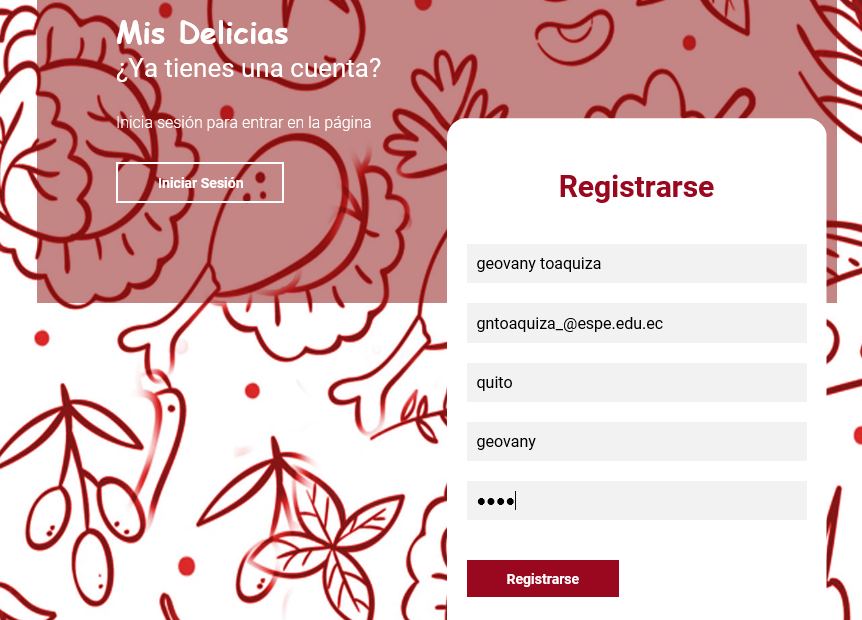 Mis Delicias
¿Ya tienes una cuenta?
Inicia sesión para entrar en la página
Iniciar Sesión
Registrarse
geovany toaquiza
gntoaquiza_@espe.edu.ec
quito
geovany
••••
Registrarse